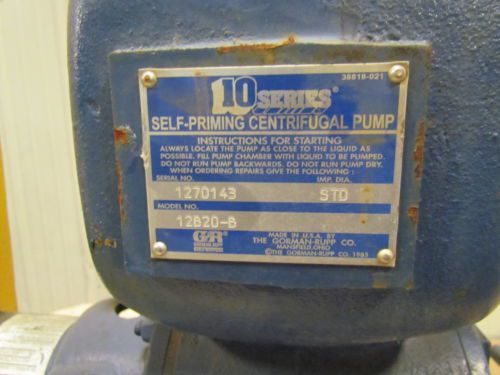 38818-021
10 SERIES®
SELF-PRIMING CENTRIFUGAL PUMP
INSTRUCTIONS FOR STARTING
ALWAYS LOCATE THE PUMP AS CLOSE TO THE LIQUID AS
POSSIBLE. FILL PUMP CHAMBER WITH LIQUID TO BE PUMPED.
DO NOT RUN PUMP BACKWARDS. DO NOT RUN PUMP DRY.
WHEN ORDERING REPAIRS GIVE THE FOLLOWING:
SERIAL NO. IMP. DIA.
1270143 STD
MODEL NO.
12B20-B
GR
GORMAN-RUPP
MADE IN U.S.A. BY
THE GORMAN-RUPP CO.
MANSFIELD, OHIO
©THE GORMAN-RUPP CO. 1985